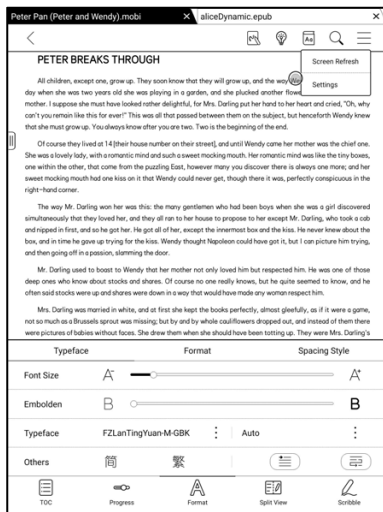 Peter Pan (Peter and Wendy).mobi
aliceDynamic.epub
Screen Refresh
Settings
PETER BREAKS THROUGH
All children, except one, grow up. They soon know that they will grow up, and the way
day when she was two years old she was playing in a garden, and she plucked another
mother. I suppose she must have looked rather delightful, for Mrs. Darling put her hand to her heart and cried, "Oh, why
can't you remain like this for ever!" This was all that passed between them on the subject, but henceforth Wendy knew
that she must grow up. You always know after you are two. Two is the beginning of the end.
Of course they lived at 14 [their house number on their street], and until Wendy came her mother was the chief one.
She was a lovely lady, with a romantic mind and such a sweet mocking mouth. Her romantic mind was like the tiny boxes,
one within the other, that come from the puzzling East, however many you discover there is always one more; and her
sweet mocking mouth had one kiss on it that Wendy could never get, though there it was, perfectly conspicuous in the
right-hand corner.
The way Mr. Darling won her was this: the many gentlemen who had been boys when she was a girl discovered
simultaneously that they loved her, and they all ran to her house to propose to her except Mr. Darling, who took a cab
and nipped in first, and so he got her. He got all of her, except the innermost box and the kiss. He never knew about the
box, and in time he gave up trying for the kiss. Wendy thought Napoleon could have got it, but I can picture him trying,
and then going off in a passion, slamming the door.
Mr. Darling used to boast to Wendy that her mother not only loved him but respected him. He was one of those
deep ones who know about stocks and shares. Of course no one really knows, but he quite seemed to know, and he
often said stocks were up and shares were down in a way that would have made any woman respect him.
Mrs. Darling was married in white, and at first she kept the books perfectly, almost gleefully, as if it were a game,
not so much as a Brussels sprout was missing; but by and by whole cauliflowers dropped out, and instead of them there
were pictures of babies without faces. She drew them when she should have been totting up. They were Mrs. Darling's
Typeface Format Spacing Style
Font Size A A
Embolden B B
Typeface FZLanTingYuan-M-GBK Auto
Others 简 繁
TOC Progress Format Split View Scribble